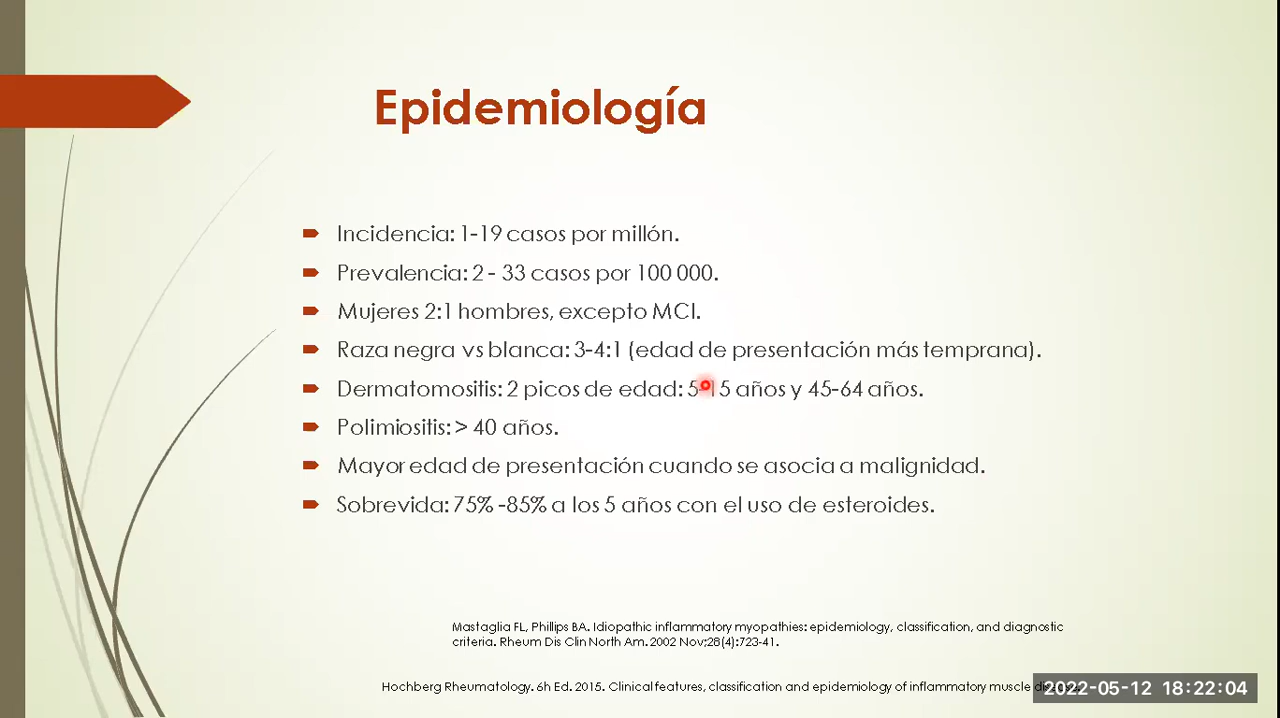 Epidemiología
Incidencia: 1-19 casos por millón.
Prevalencia: 2 - 33 casos por 100 000.
Mujeres 2:1 hombres, excepto MCI.
Raza negra vs blanca: 3-4:1 (edad de presentación más temprana).
Dermatomositis: 2 picos de edad: 5-15 años y 45-64 años.
Polimiositis: > 40 años.
Mayor edad de presentación cuando se asocia a malignidad.
Sobrevida: 75% -85% a los 5 años con el uso de esteroides.
Mastaglia FL, Phillips BA. Idiopathic inflammatory myopathies: epidemiology, classification, and diagnostic
criteria. Rheum Dis Clin North Am. 2002 Nov;28(4):723-41.
Hochberg Rheumatology. 6h Ed. 2015. Clinical features, classification and epidemiology of inflammatory muscle
2022-05-12 18:22:04